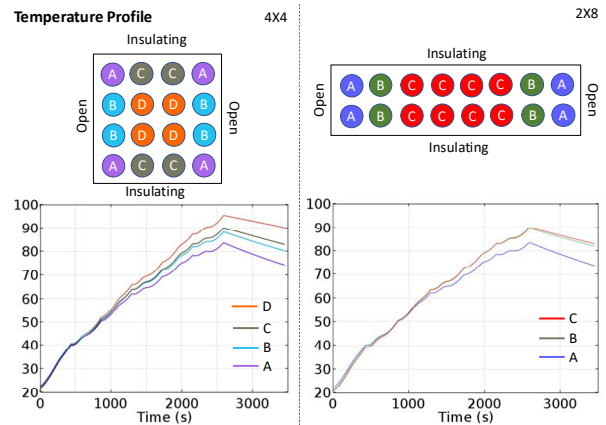 Temperature Profile
4X4
Insulating
A C C A
B D D B
B D D B
A C C A
Open
Open
Insulating
100
90
80
70
60
50
40
30
20
D
C
B
A
0 1000 2000 3000
Time (s)
2X8
Insulating
A B C C C C B A
A B C C C C B A
Open
Open
Insulating
100
90
80
70
60
50
40
30
20
C
B
A
0 1000 2000 3000
Time (s)